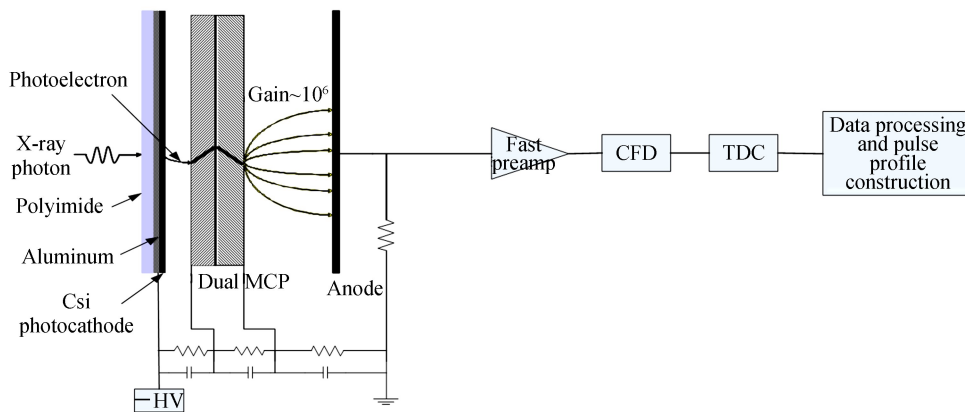 Photoelectron
Gain~10⁶
X-ray
photon
Polyimide
Aluminum
Csi
photocathode
Dual MCP
Anode
−HV
Fast
preamp
CFD
TDC
Data processing
and pulse
profile
construction